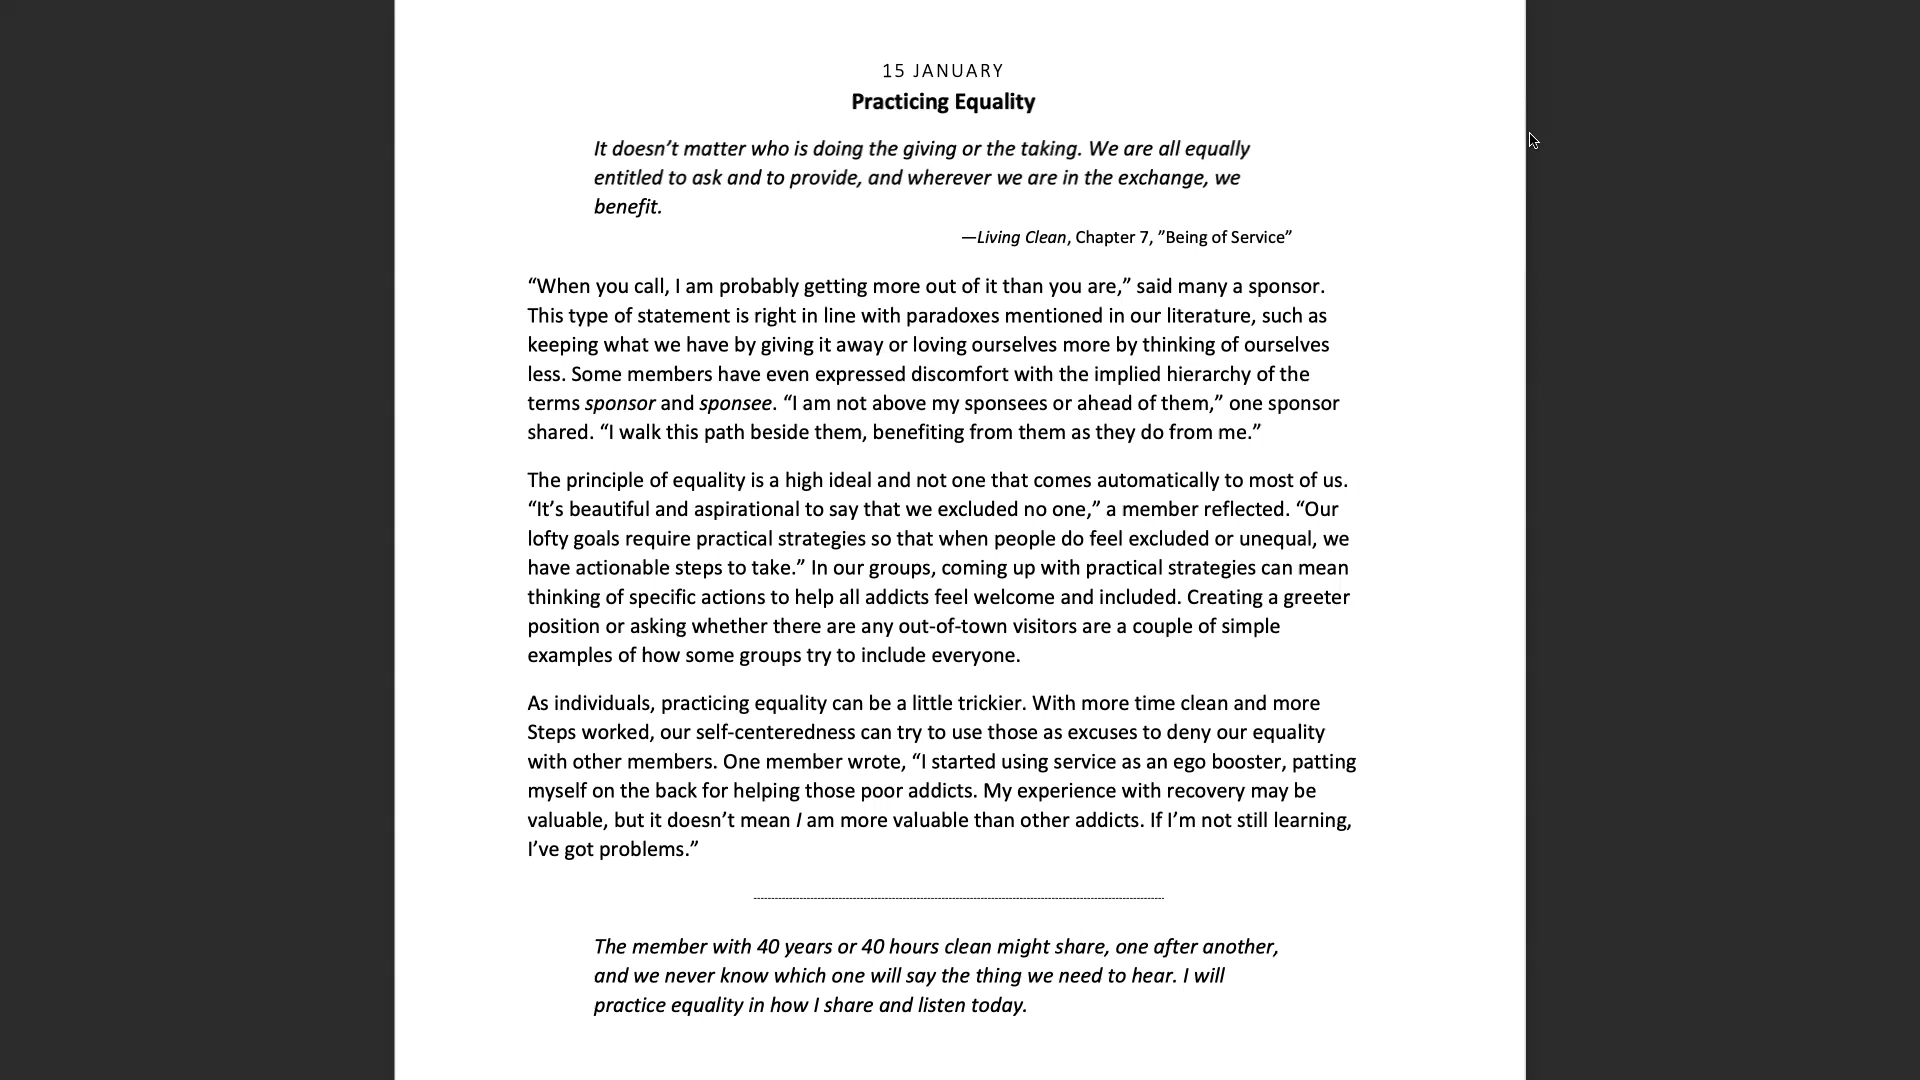 15 JANUARY
Practicing Equality
It doesn’t matter who is doing the giving or the taking. We are all equally
entitled to ask and to provide, and wherever we are in the exchange, we
benefit.
—Living Clean, Chapter 7, ”Being of Service”
“When you call, I am probably getting more out of it than you are,” said many a sponsor.
This type of statement is right in line with paradoxes mentioned in our literature, such as
keeping what we have by giving it away or loving ourselves more by thinking of ourselves
less. Some members have even expressed discomfort with the implied hierarchy of the
terms sponsor and sponsee. “I am not above my sponsees or ahead of them,” one sponsor
shared. “I walk this path beside them, benefiting from them as they do from me.”
The principle of equality is a high ideal and not one that comes automatically to most of us.
“It’s beautiful and aspirational to say that we excluded no one,” a member reflected. “Our
lofty goals require practical strategies so that when people do feel excluded or unequal, we
have actionable steps to take.” In our groups, coming up with practical strategies can mean
thinking of specific actions to help all addicts feel welcome and included. Creating a greeter
position or asking whether there are any out-of-town visitors are a couple of simple
examples of how some groups try to include everyone.
As individuals, practicing equality can be a little trickier. With more time clean and more
Steps worked, our self-centeredness can try to use those as excuses to deny our equality
with other members. One member wrote, “I started using service as an ego booster, patting
myself on the back for helping those poor addicts. My experience with recovery may be
valuable, but it doesn’t mean I am more valuable than other addicts. If I’m not still learning,
I’ve got problems.”
The member with 40 years or 40 hours clean might share, one after another,
and we never know which one will say the thing we need to hear. I will
practice equality in how I share and listen today.